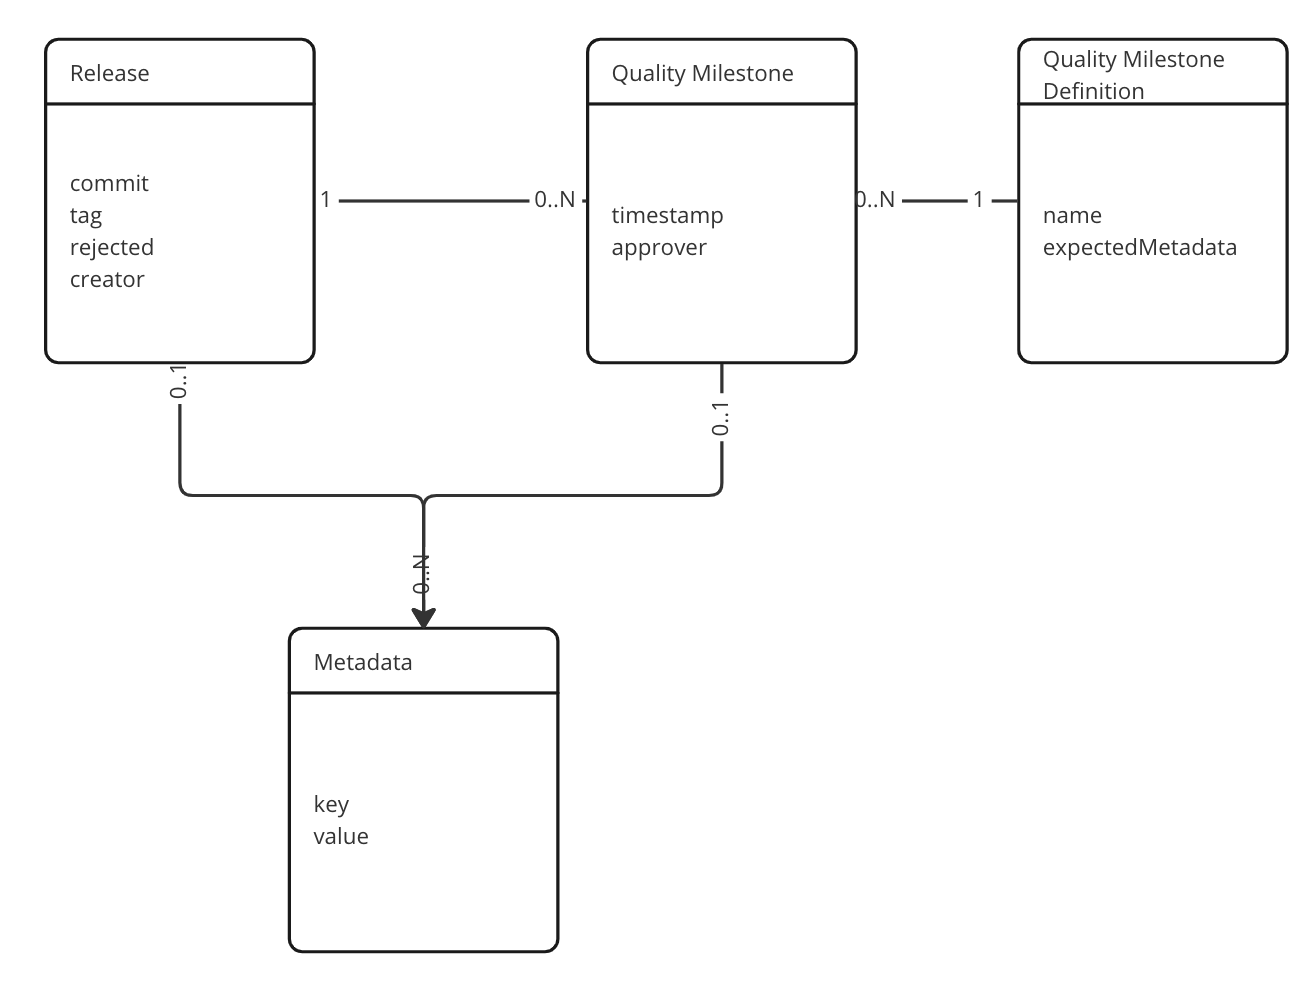 Release
commit
tag
rejected
creator
1
0..N
Quality Milestone
timestamp
approver
0..N
1
Quality Milestone
Definition
name
expectedMetadata
0..1
0..1
0..N
Metadata
key
value